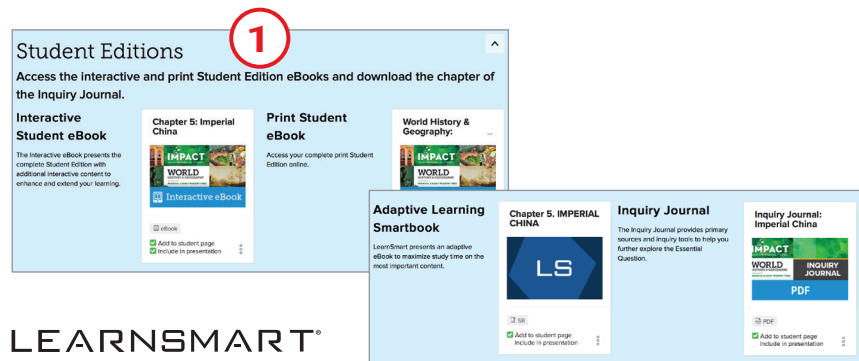 1
Student Editions
Access the interactive and print Student Edition eBooks and download the chapter of
the Inquiry Journal.
Interactive
Student eBook
The Interactive eBook presents the
complete Student Edition with
additional interactive content to
enhance and extend your learning.
Chapter 5: Imperial
China
IMPACT
WORLD
Interactive eBook
eBook
Add to student page
Include in presentation
Print Student
eBook
Access your complete print Student
Edition online.
World History &
Geography:
...
IMPACT
WORLD
Adaptive Learning
Smartbook
LearnSmart presents an adaptive
eBook to maximize study time on the
most important content.
Chapter 5. IMPERIAL
CHINA
LS
SB
Add to student page
Include in presentation
Inquiry Journal
The Inquiry Journal provides primary
sources and inquiry tools to help you
further explore the Essential
Question.
Inquiry Journal:
Imperial China
IMPACT
WORLD
INQUIRY
JOURNAL
PDF
PDF
Add to student page
Include in presentation
LEARNSMART®